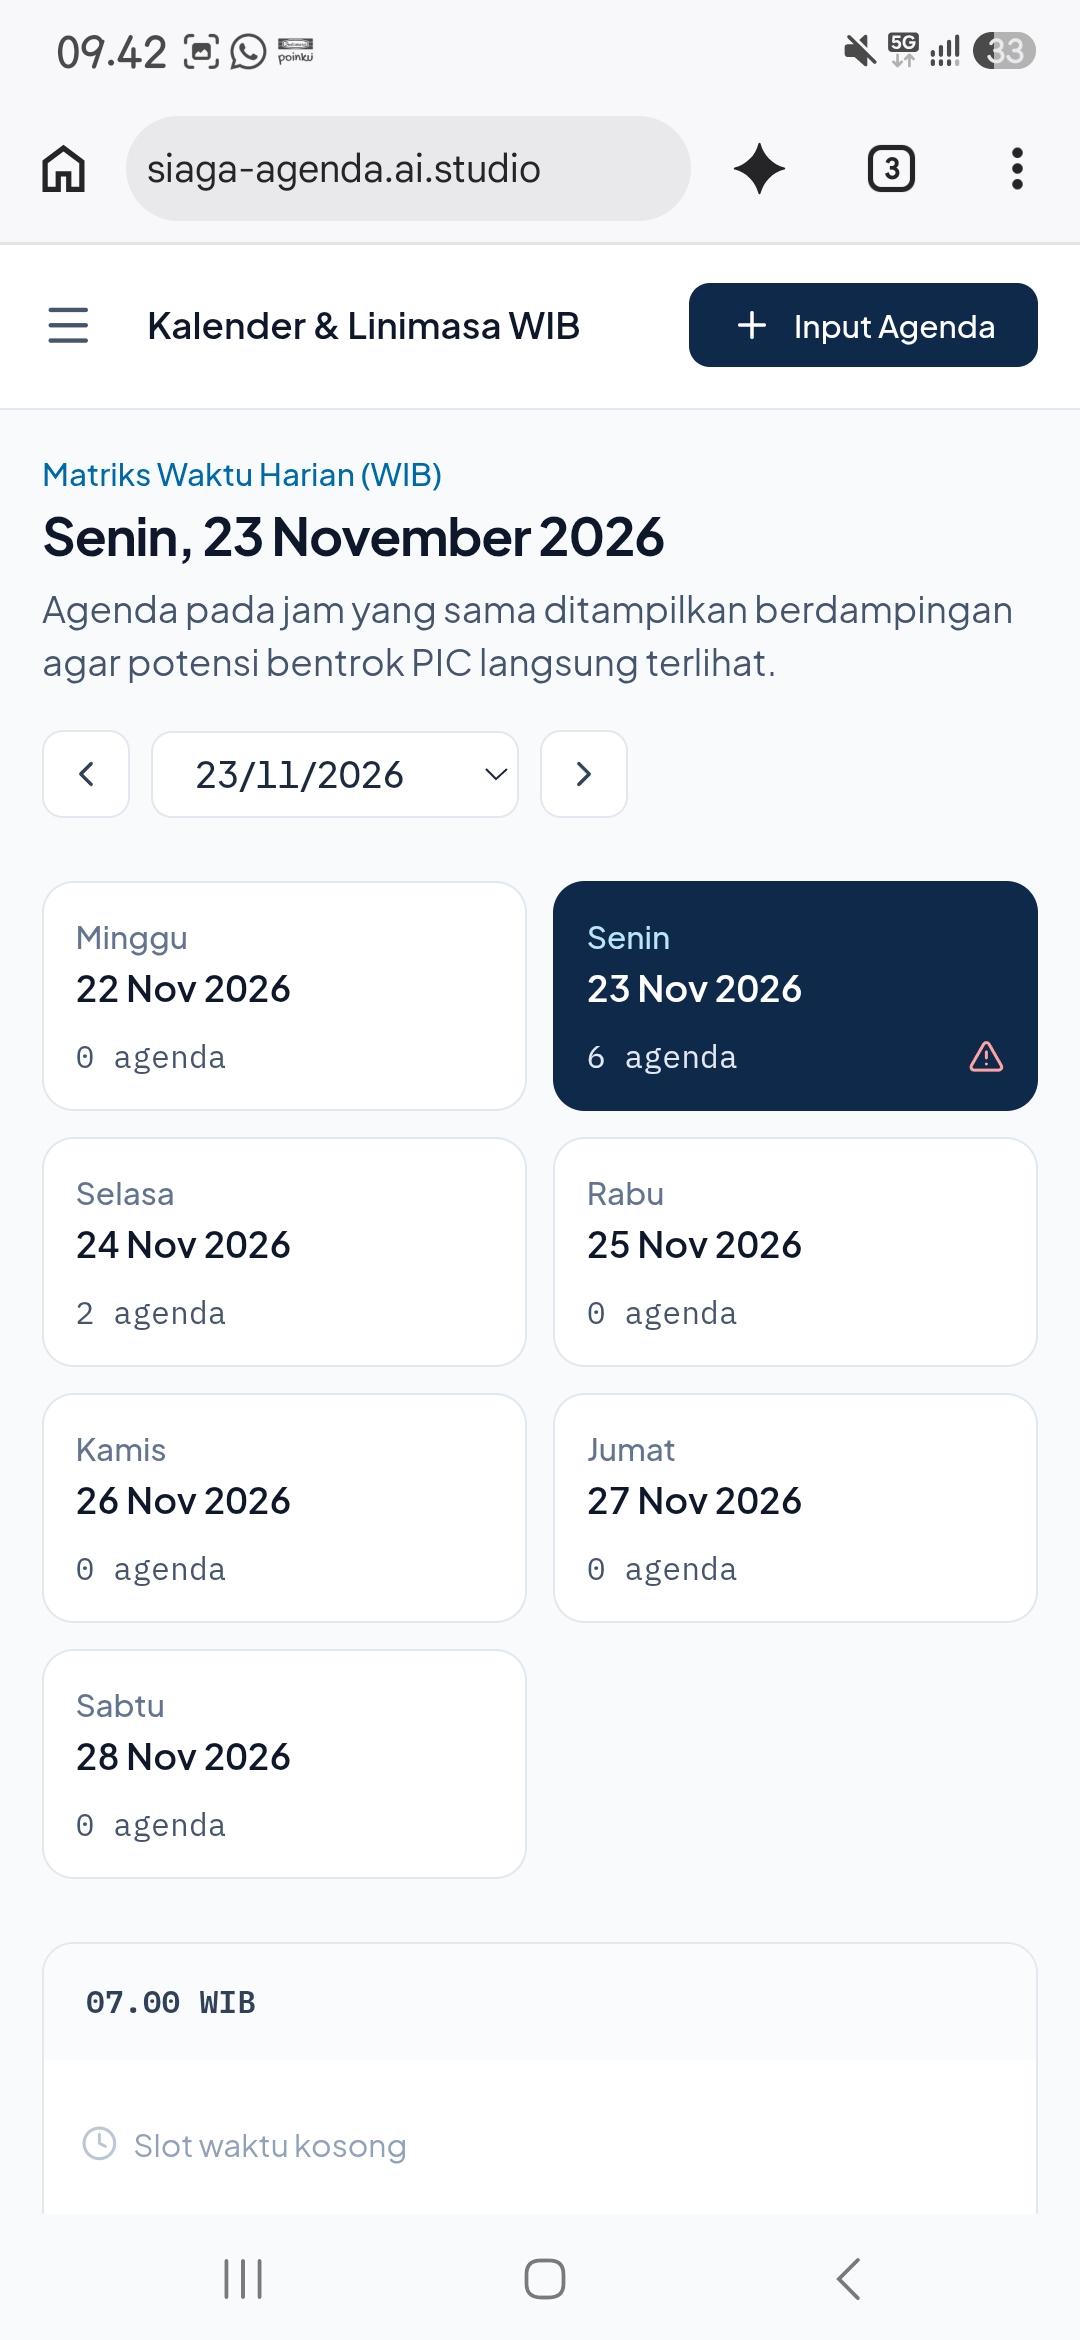 09.42
poinku
5G
33
siaga-agenda.ai.studio
3
Kalender & Linimasa WIB
Input Agenda
Matriks Waktu Harian (WIB)
Senin, 23 November 2026
Agenda pada jam yang sama ditampilkan berdampingan
agar potensi bentrok PIC langsung terlihat.
23/11/2026
Minggu
22 Nov 2026
0 agenda
Senin
23 Nov 2026
6 agenda
Selasa
24 Nov 2026
2 agenda
Rabu
25 Nov 2026
0 agenda
Kamis
26 Nov 2026
0 agenda
Jumat
27 Nov 2026
0 agenda
Sabtu
28 Nov 2026
0 agenda
07.00 WIB
Slot waktu kosong